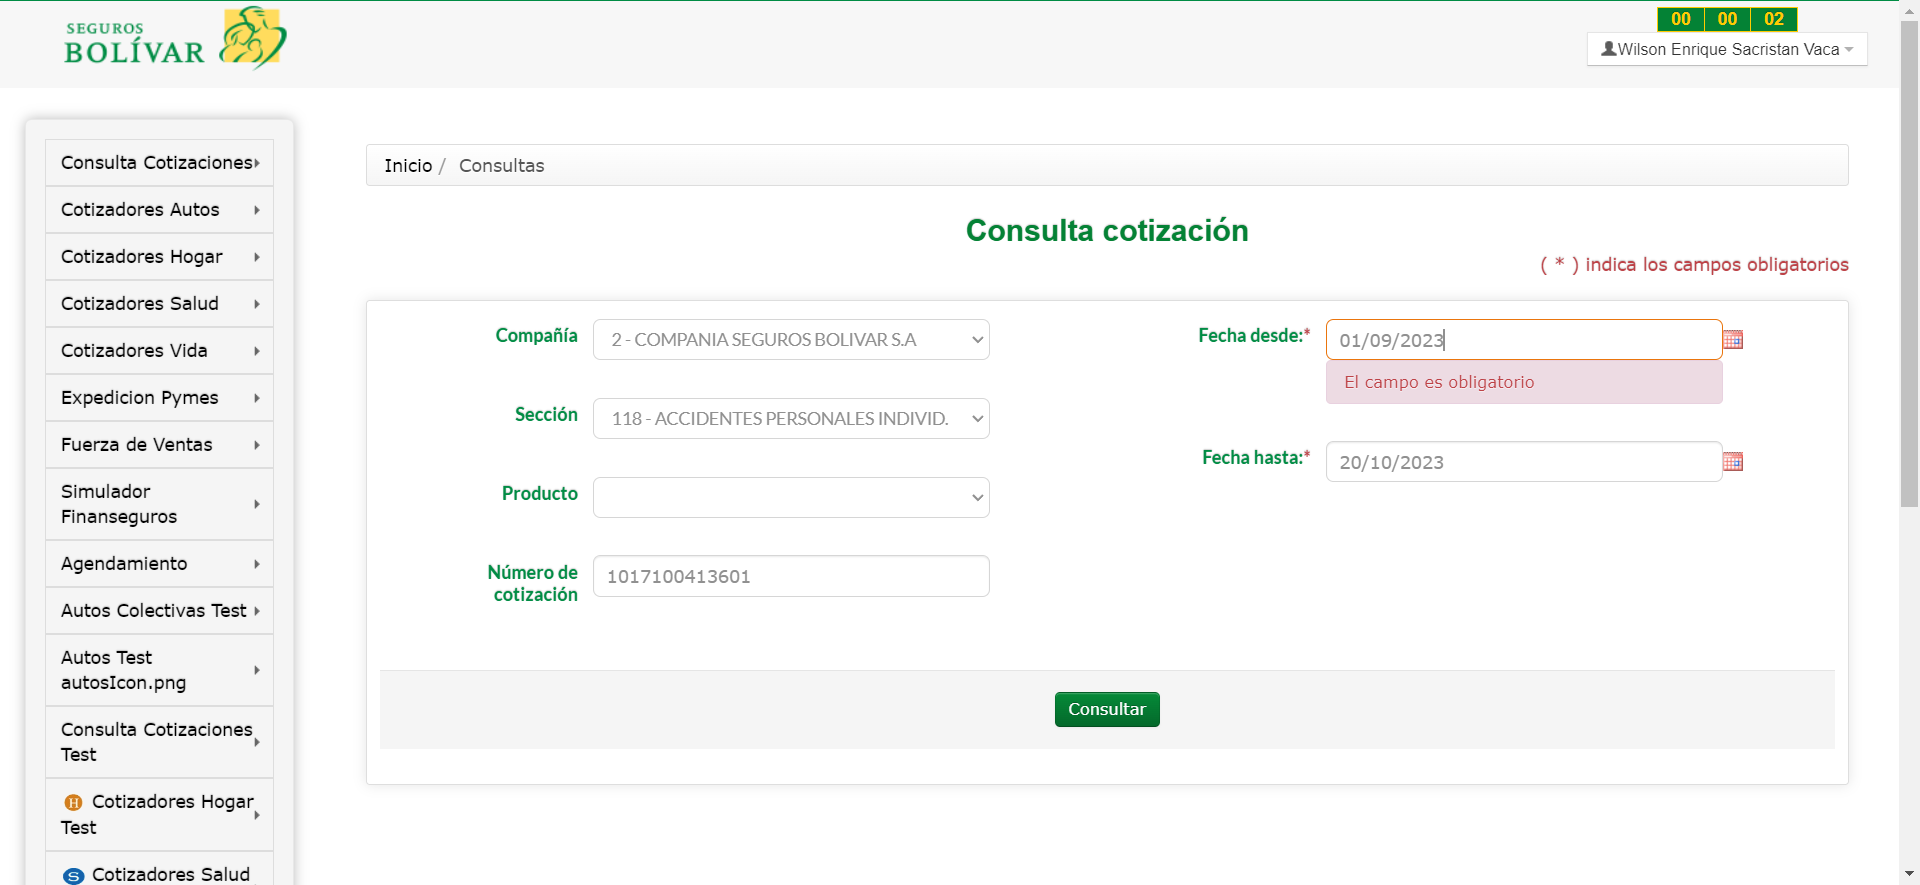 SEGUROS
BOLÍVAR
00 00 02
Wilson Enrique Sacristan Vaca
Consulta Cotizaciones
Cotizadores Autos
Cotizadores Hogar
Cotizadores Salud
Cotizadores Vida
Expedicion Pymes
Fuerza de Ventas
Simulador
Finanseguros
Agendamiento
Autos Colectivas Test
Autos Test
autosIcon.png
Consulta Cotizaciones
Test
H Cotizadores Hogar
Test
S Cotizadores Salud
Inicio / Consultas
Consulta cotización
( * ) indica los campos obligatorios
Compañía 2 - COMPANIA SEGUROS BOLIVAR S.A
Sección 118 - ACCIDENTES PERSONALES INDIVID.
Producto
Número de
cotización 1017100413601
Fecha desde:* 01/09/2023
El campo es obligatorio
Fecha hasta:* 20/10/2023
Consultar